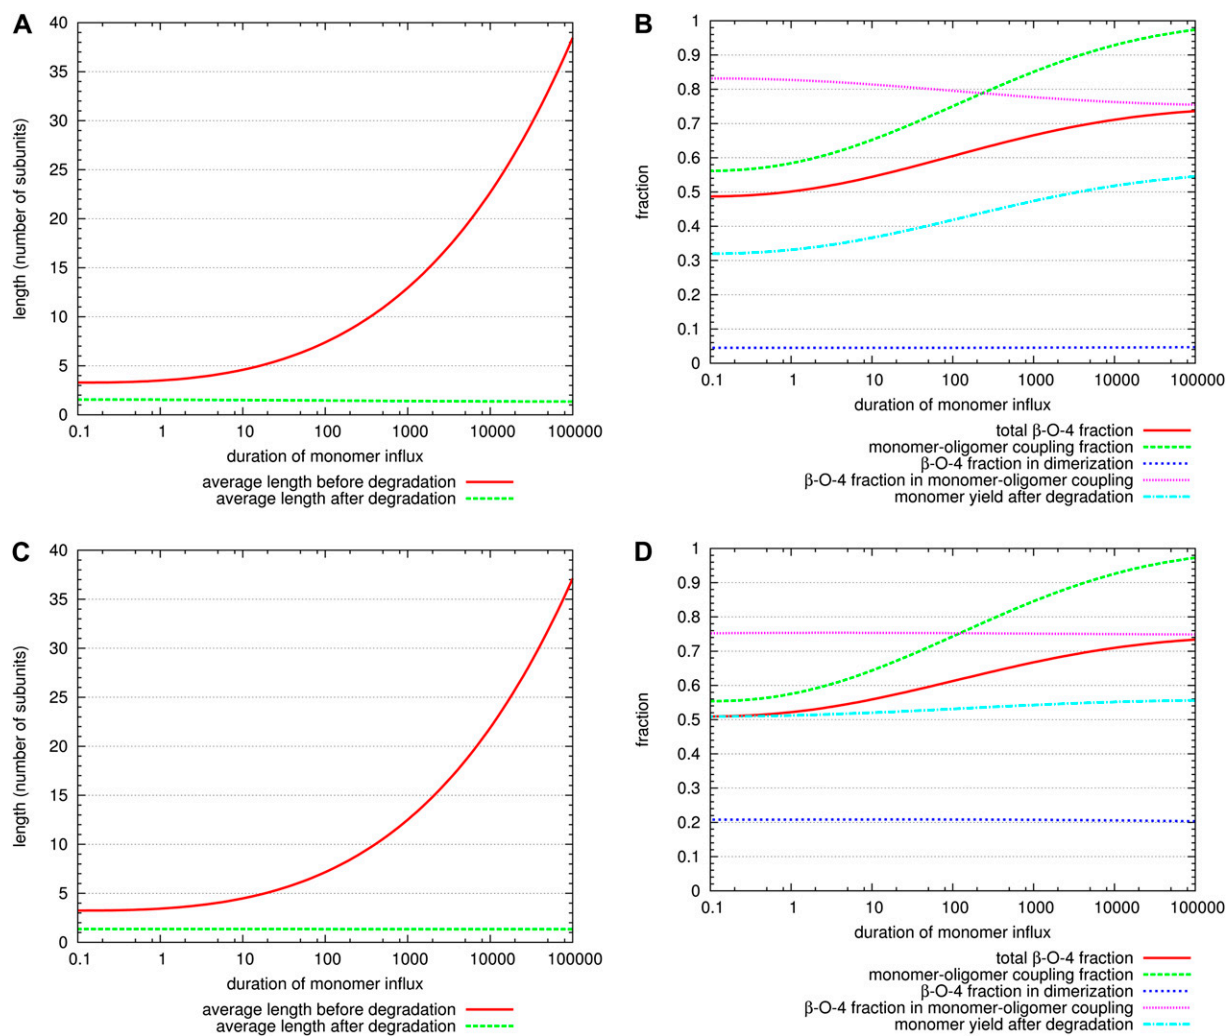 A
length (number of subunits)
40
35
30
25
20
15
10
5
0
0.1 1 10 100 1000 10000 100000
duration of monomer influx
average length before degradation
average length after degradation
B
fraction
1
0.9
0.8
0.7
0.6
0.5
0.4
0.3
0.2
0.1
0
0.1 1 10 100 1000 10000 100000
duration of monomer influx
total β-O-4 fraction
monomer-oligomer coupling fraction
β-O-4 fraction in dimerization
β-O-4 fraction in monomer-oligomer coupling
monomer yield after degradation
C
length (number of subunits)
40
35
30
25
20
15
10
5
0
0.1 1 10 100 1000 10000 100000
duration of monomer influx
average length before degradation
average length after degradation
D
fraction
1
0.9
0.8
0.7
0.6
0.5
0.4
0.3
0.2
0.1
0
0.1 1 10 100 1000 10000 100000
duration of monomer influx
total β-O-4 fraction
monomer-oligomer coupling fraction
β-O-4 fraction in dimerization
β-O-4 fraction in monomer-oligomer coupling
monomer yield after degradation